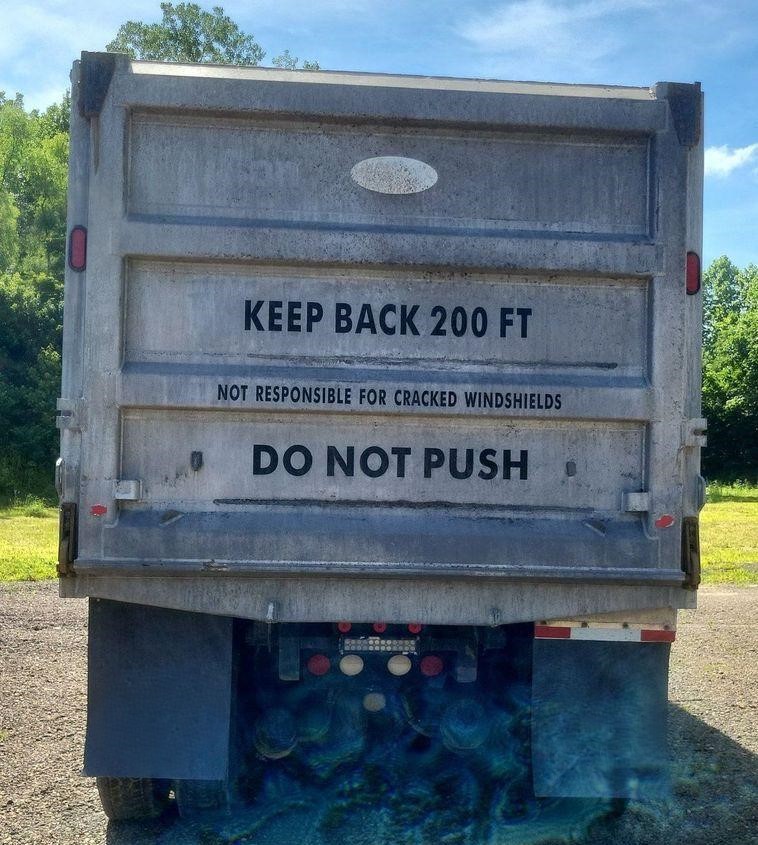 KEEP BACK 200 FT
NOT RESPONSIBLE FOR CRACKED WINDSHIELDS
DO NOT PUSH